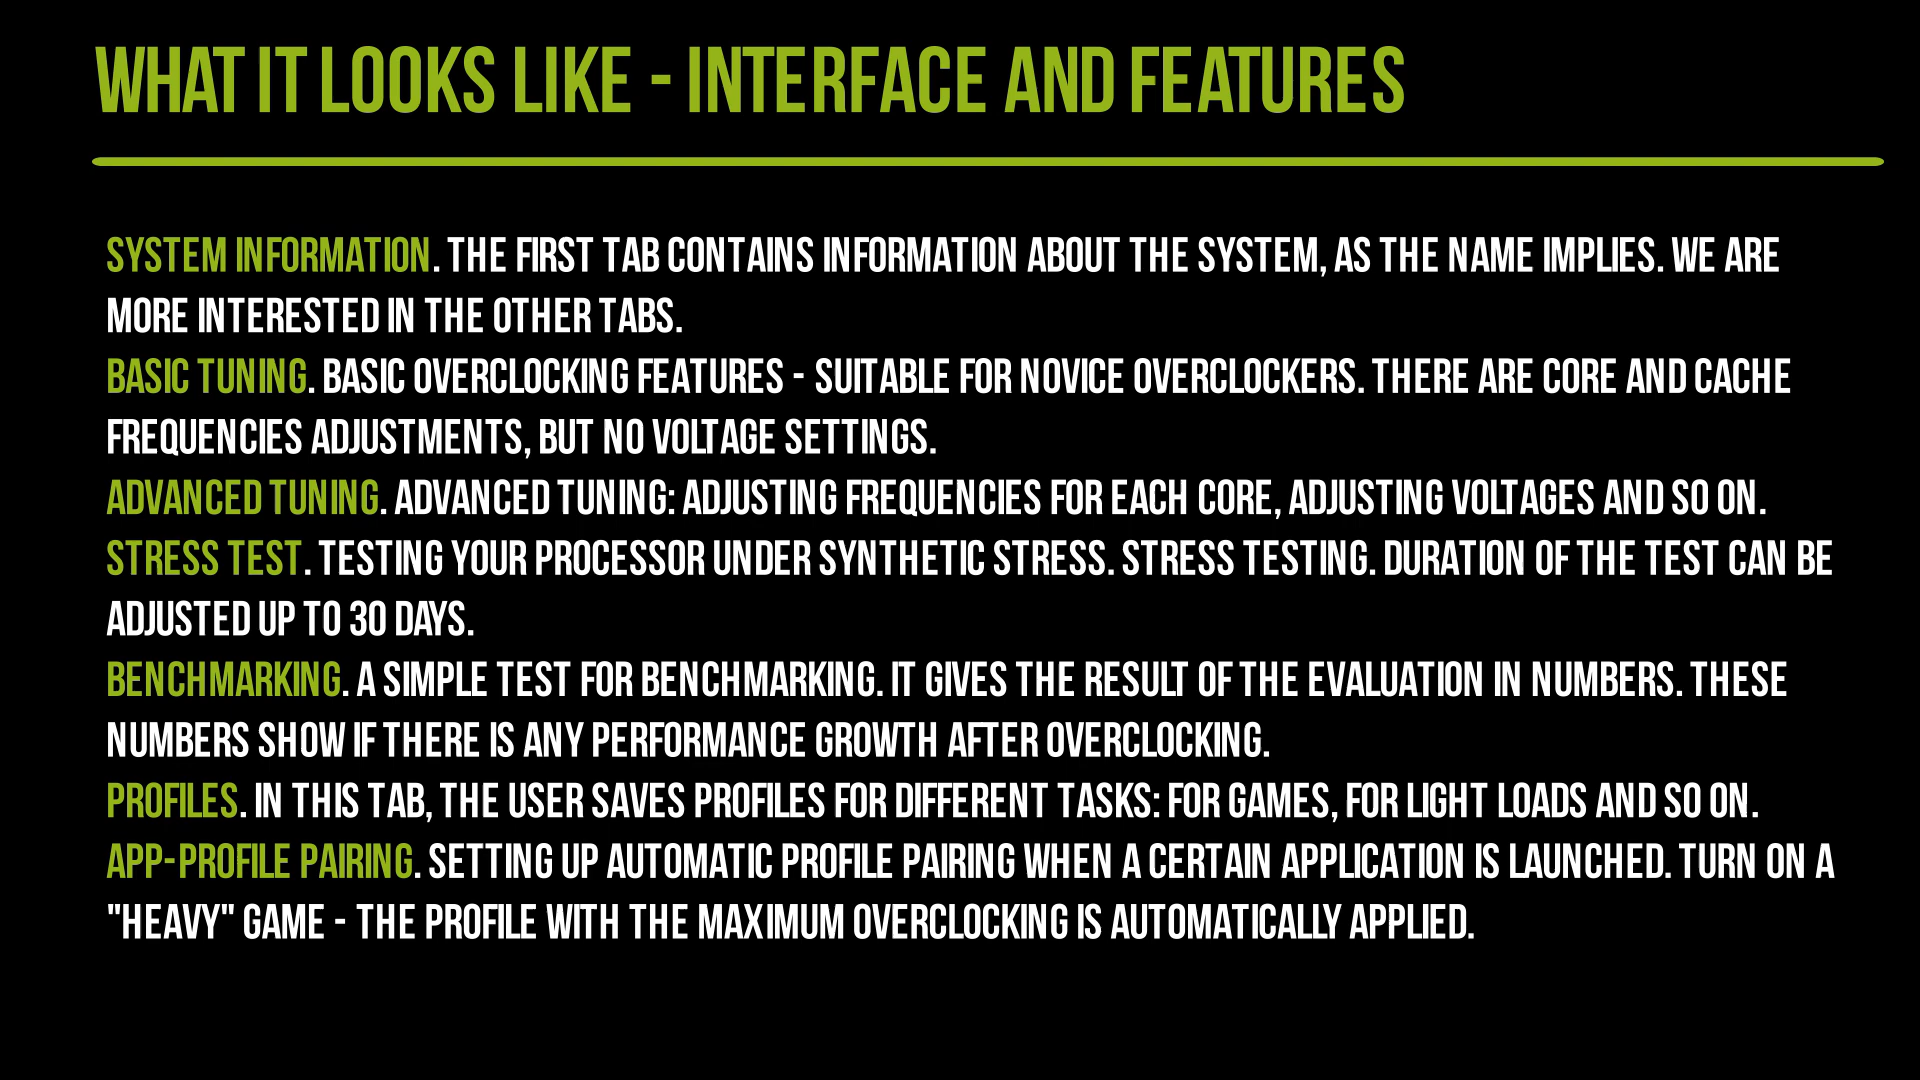 WHAT IT LOOKS LIKE - INTERFACE AND FEATURES
SYSTEM INFORMATION. THE FIRST TAB CONTAINS INFORMATION ABOUT THE SYSTEM, AS THE NAME IMPLIES. WE ARE
MORE INTERESTED IN THE OTHER TABS.
BASIC TUNING. BASIC OVERCLOCKING FEATURES - SUITABLE FOR NOVICE OVERCLOCKERS. THERE ARE CORE AND CACHE
FREQUENCIES ADJUSTMENTS, BUT NO VOLTAGE SETTINGS.
ADVANCED TUNING. ADVANCED TUNING: ADJUSTING FREQUENCIES FOR EACH CORE, ADJUSTING VOLTAGES AND SO ON.
STRESS TEST. TESTING YOUR PROCESSOR UNDER SYNTHETIC STRESS. STRESS TESTING. DURATION OF THE TEST CAN BE
ADJUSTED UP TO 30 DAYS.
BENCHMARKING. A SIMPLE TEST FOR BENCHMARKING. IT GIVES THE RESULT OF THE EVALUATION IN NUMBERS. THESE
NUMBERS SHOW IF THERE IS ANY PERFORMANCE GROWTH AFTER OVERCLOCKING.
PROFILES. IN THIS TAB, THE USER SAVES PROFILES FOR DIFFERENT TASKS: FOR GAMES, FOR LIGHT LOADS AND SO ON.
APP-PROFILE PAIRING. SETTING UP AUTOMATIC PROFILE PAIRING WHEN A CERTAIN APPLICATION IS LAUNCHED. TURN ON A
"HEAVY" GAME - THE PROFILE WITH THE MAXIMUM OVERCLOCKING IS AUTOMATICALLY APPLIED.